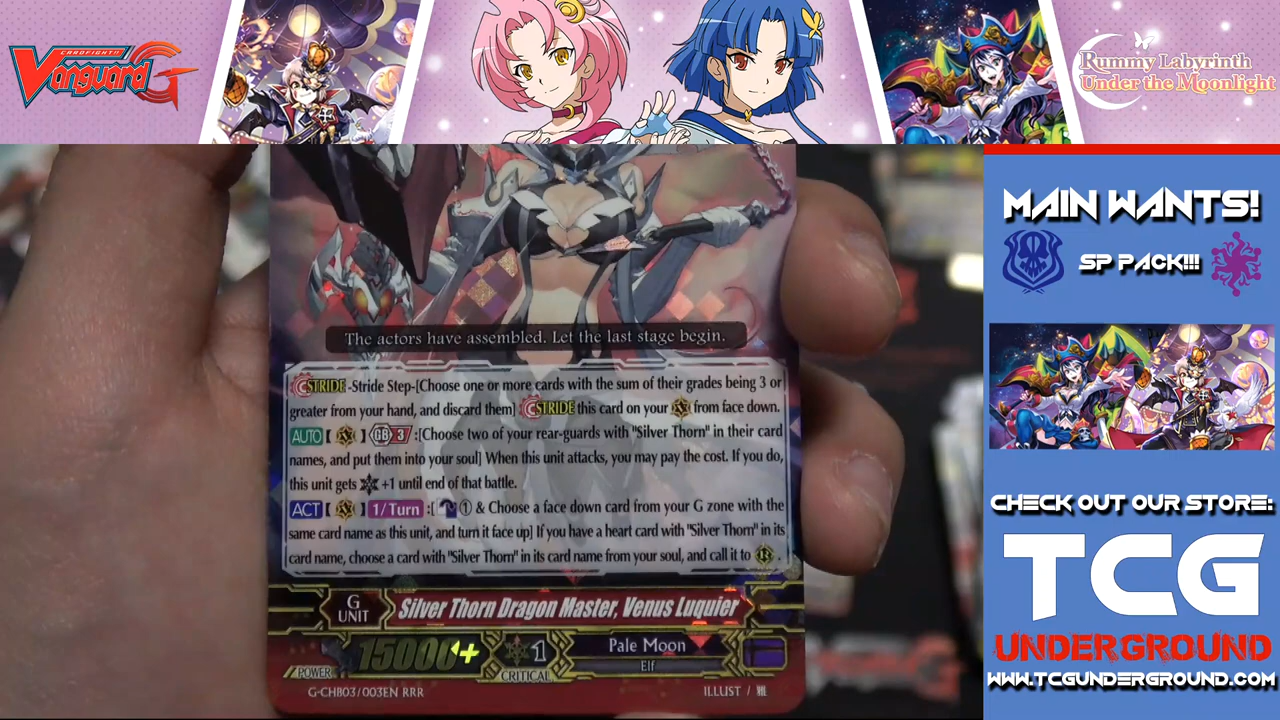 CARDFIGHT!!
VanguardG
Rummy Labyrinth
Under the Moonlight
MAIN WANTS!
SP PACK!!!
CHECK OUT OUR STORE:
TCG
UNDERGROUND
WWW.TCGUNDERGROUND.COM
The actors have assembled. Let the last stage begin.
STRIDE -Stride Step-[Choose one or more cards with the sum of their grades being 3 or
greater from your hand, and discard them] STRIDE this card on your from face down.
AUTO【 】GB 3 :[Choose two of your rear-guards with "Silver Thorn" in their card
names, and put them into your soul] When this unit attacks, you may pay the cost. If you do,
this unit gets +1 until end of that battle.
ACT【 】1/Turn :[ ① & Choose a face down card from your G zone with the
same card name as this unit, and turn it face up] If you have a heart card with "Silver Thorn" in its
card name, choose a card with "Silver Thorn" in its card name from your soul, and call it to R .
G UNIT
Silver Thorn Dragon Master, Venus Luquier
POWER 15000+
1 CRITICAL
Pale Moon
Elf
G-CHB03/003EN RRR
ILLUST /